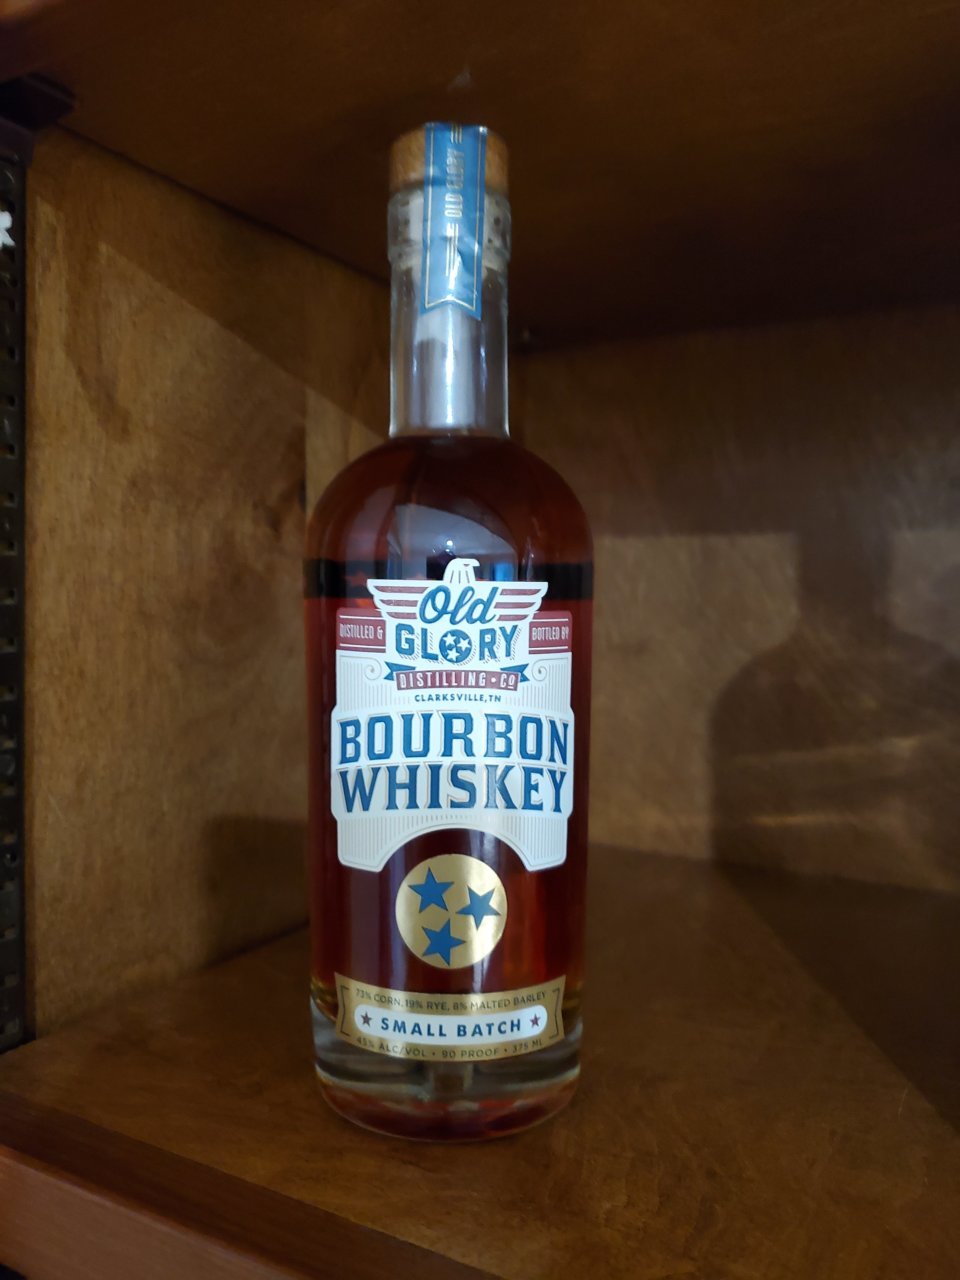 OLD GLORY
Old
DISTILLED & GLORY BOTTLED BY
DISTILLING • CO
CLARKSVILLE, TN
BOURBON
WHISKEY
73% CORN, 19% RYE, 8% MALTED BARLEY
SMALL BATCH
45% ALC/VOL • 90 PROOF • 375 ML